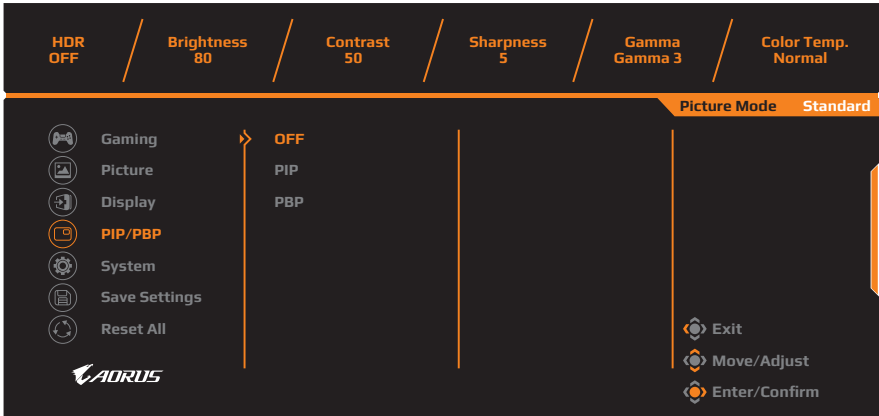 HDR
OFF
Brightness
80
Contrast
50
Sharpness
5
Gamma
Gamma 3
Color Temp.
Normal
Picture Mode Standard
Gaming
Picture
Display
PIP/PBP
System
Save Settings
Reset All
OFF
PIP
PBP
Exit
Move/Adjust
Enter/Confirm
AORUS